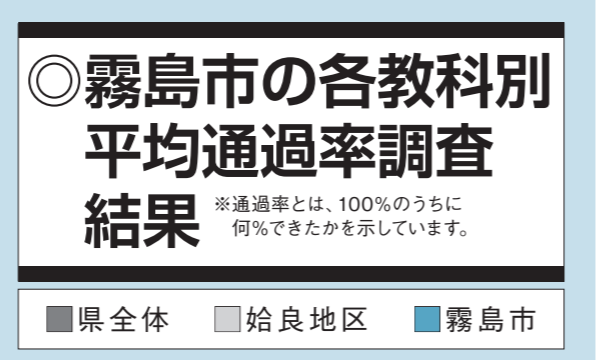 ◎霧島市の各教科別
平均通過率調査
結果
※通過率とは、100%のうちに
何%できたかを示しています。
県全体 姶良地区 霧島市